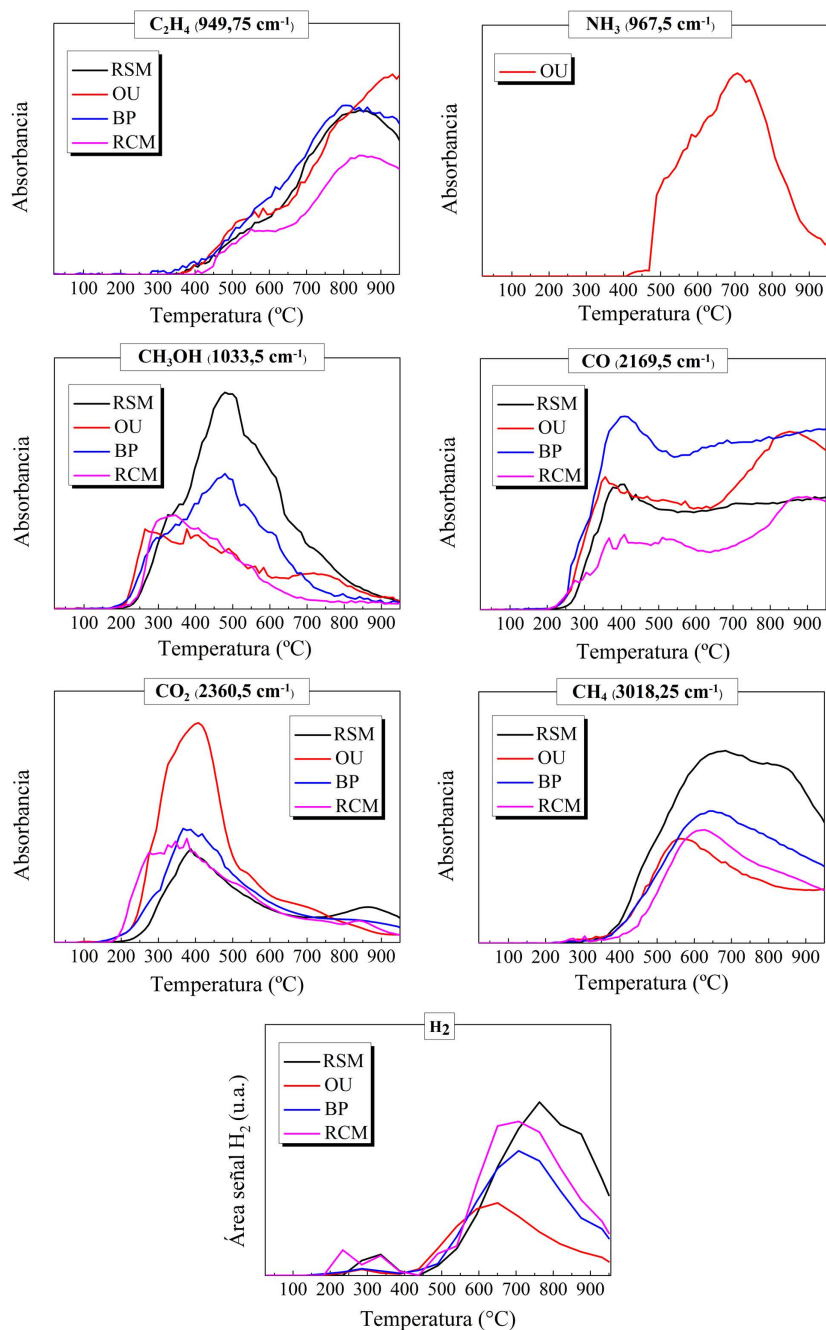 C₂H₄ (949,75 cm⁻¹)
Absorbancia
RSM
OU
BP
RCM
100 200 300 400 500 600 700 800 900
Temperatura (ºC)
NH₃ (967,5 cm⁻¹)
Absorbancia
OU
100 200 300 400 500 600 700 800 900
Temperatura (ºC)
CH₃OH (1033,5 cm⁻¹)
Absorbancia
RSM
OU
BP
RCM
100 200 300 400 500 600 700 800 900
Temperatura (ºC)
CO (2169,5 cm⁻¹)
Absorbancia
RSM
OU
BP
RCM
100 200 300 400 500 600 700 800 900
Temperatura (ºC)
CO₂ (2360,5 cm⁻¹)
Absorbancia
RSM
OU
BP
RCM
100 200 300 400 500 600 700 800 900
Temperatura (ºC)
CH₄ (3018,25 cm⁻¹)
Absorbancia
RSM
OU
BP
RCM
100 200 300 400 500 600 700 800 900
Temperatura (ºC)
H₂
Área señal H₂ (u.a.)
RSM
OU
BP
RCM
100 200 300 400 500 600 700 800 900
Temperatura (°C)